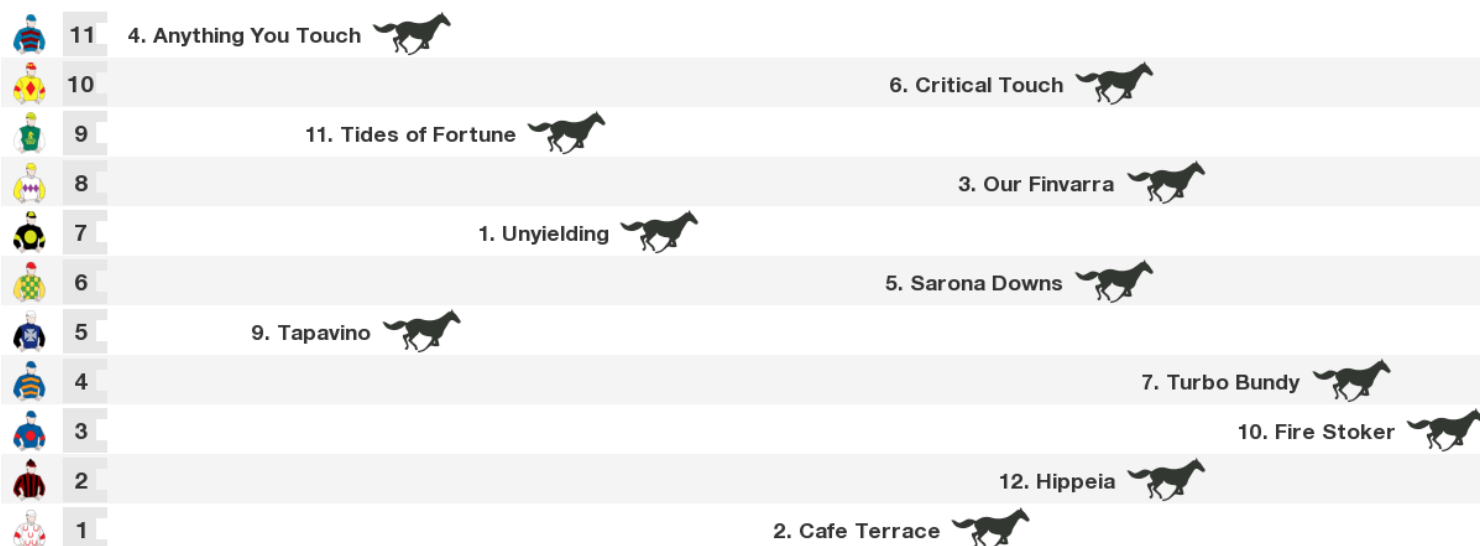 11 4. Anything You Touch
10 6. Critical Touch
9 11. Tides of Fortune
8 3. Our Finvarra
7 1. Unyielding
6 5. Sarona Downs
5 9. Tapavino
4 7. Turbo Bundy
3 10. Fire Stoker
2 12. Hippeia
1 2. Cafe Terrace